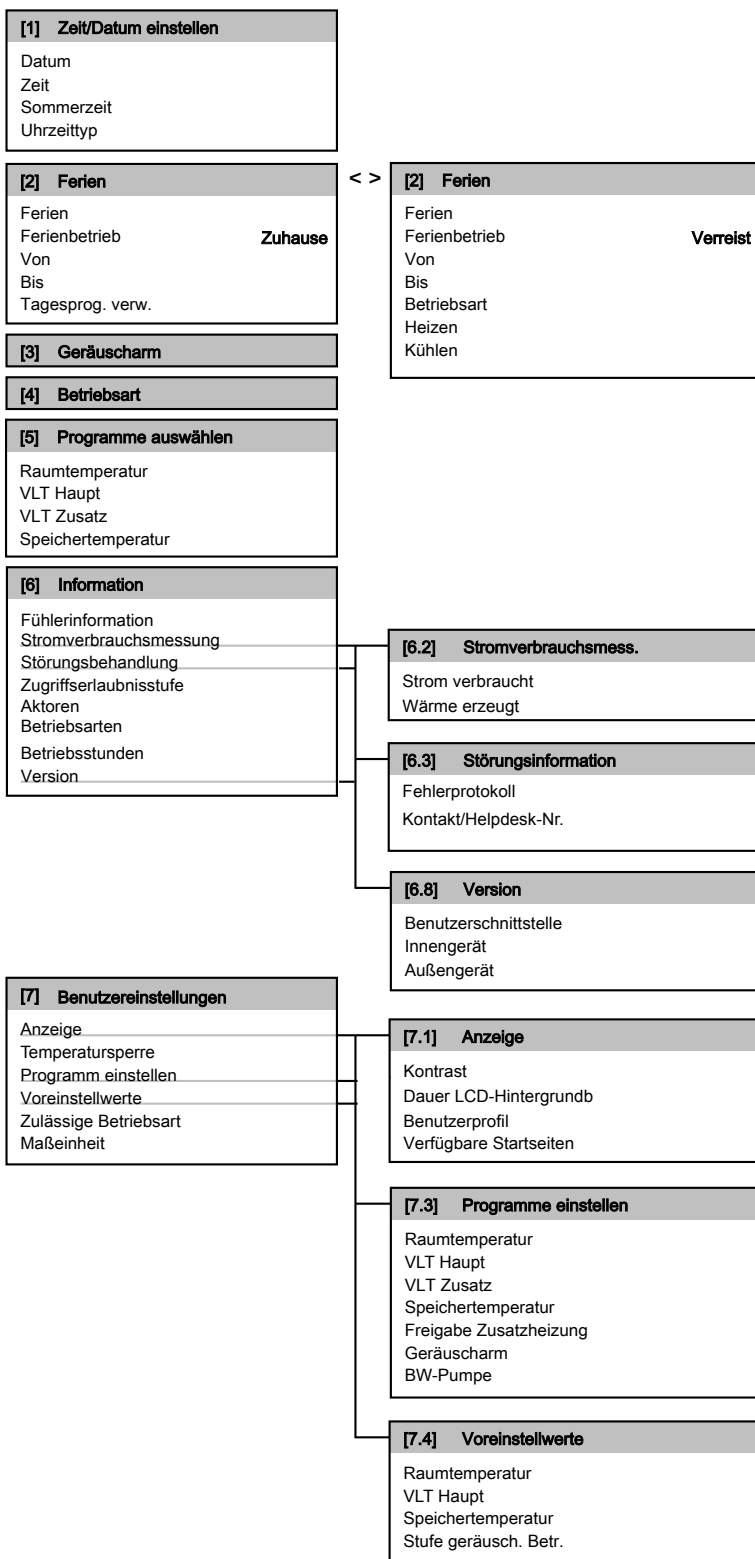 [1] Zeit/Datum einstellen
Datum
Zeit
Sommerzeit
Uhrzeittyp
[2] Ferien
Ferien
Ferienbetrieb Zuhause
Von
Bis
Tagesprog. verw.
< >
[2] Ferien
Ferien
Ferienbetrieb Verreist
Von
Bis
Betriebsart
Heizen
Kühlen
[3] Geräuscharm
[4] Betriebsart
[5] Programme auswählen
Raumtemperatur
VLT Haupt
VLT Zusatz
Speichertemperatur
[6] Information
Fühlerinformation
Stromverbrauchsmessung
Störungsbehandlung
Zugriffserlaubnisstufe
Aktoren
Betriebsarten
Betriebsstunden
Version
[6.2] Stromverbrauchsmess.
Strom verbraucht
Wärme erzeugt
[6.3] Störungsinformation
Fehlerprotokoll
Kontakt/Helpdesk-Nr.
[6.8] Version
Benutzerschnittstelle
Innengerät
Außengerät
[7] Benutzereinstellungen
Anzeige
Temperatursperre
Programm einstellen
Voreinstellwerte
Zulässige Betriebsart
Maßeinheit
[7.1] Anzeige
Kontrast
Dauer LCD-Hintergrundb
Benutzerprofil
Verfügbare Startseiten
[7.3] Programme einstellen
Raumtemperatur
VLT Haupt
VLT Zusatz
Speichertemperatur
Freigabe Zusatzheizung
Geräuscharm
BW-Pumpe
[7.4] Voreinstellwerte
Raumtemperatur
VLT Haupt
Speichertemperatur
Stufe geräusch. Betr.